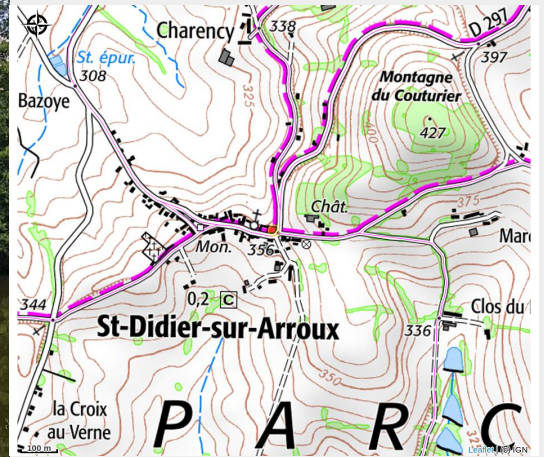 Charency
338
D 297
397
St. épur.
308
Montagne
du Couturier
325
Bazoye
400
427
Chât.
375
Mon.
356
344
0,2 C
St-Didier-sur-Arroux
336
Clos du
350
la Croix
au Verne
P A R C
100 m
Leaflet | IGN